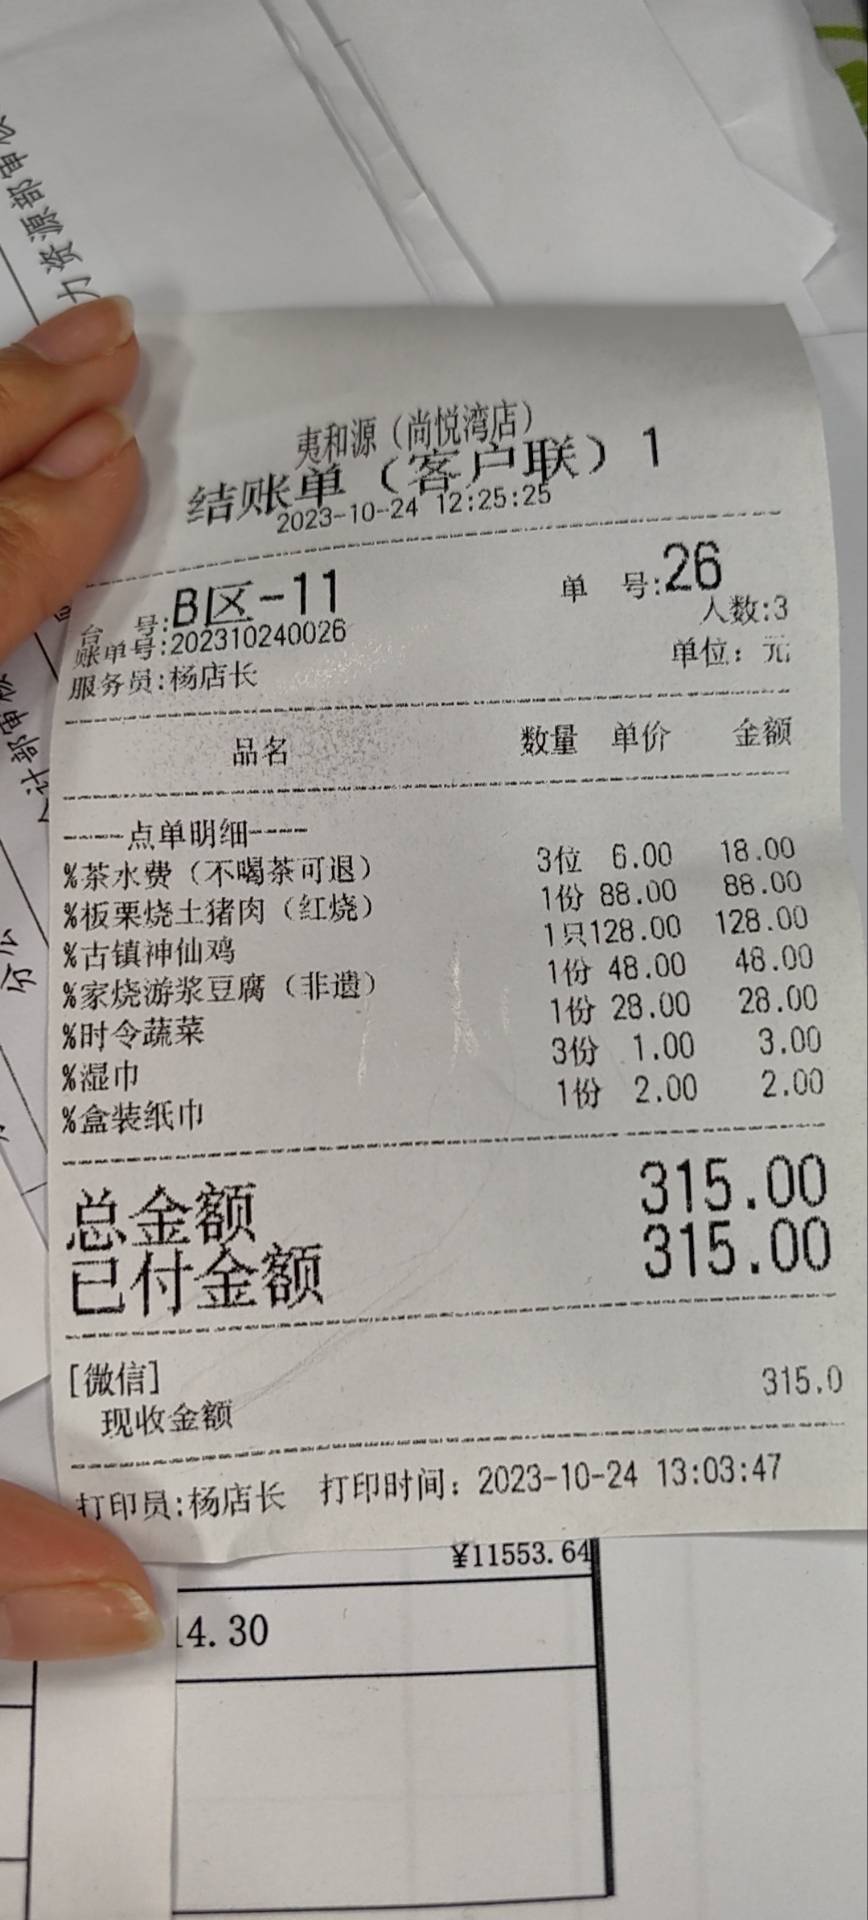 力资源部审核
夷和源（尚悦湾店）
结账单（客户联）1
2023-10-24 12:25:25
台 号:B区-11 单 号:26
账单号:202310240026 人数:3
服务员:杨店长 单位：元
品名 数量 单价 金额
-----点单明细-----
%茶水费（不喝茶可退） 3位 6.00 18.00
%板栗烧土猪肉（红烧） 1份 88.00 88.00
%古镇神仙鸡 1只 128.00 128.00
%家烧游浆豆腐（非遗） 1份 48.00 48.00
%时令蔬菜 1份 28.00 28.00
%湿巾 3份 1.00 3.00
%盒装纸巾 1份 2.00 2.00
总金额 315.00
已付金额 315.00
[微信]
现收金额 315.0
打印员:杨店长 打印时间：2023-10-24 13:03:47
¥11553.64
14.30